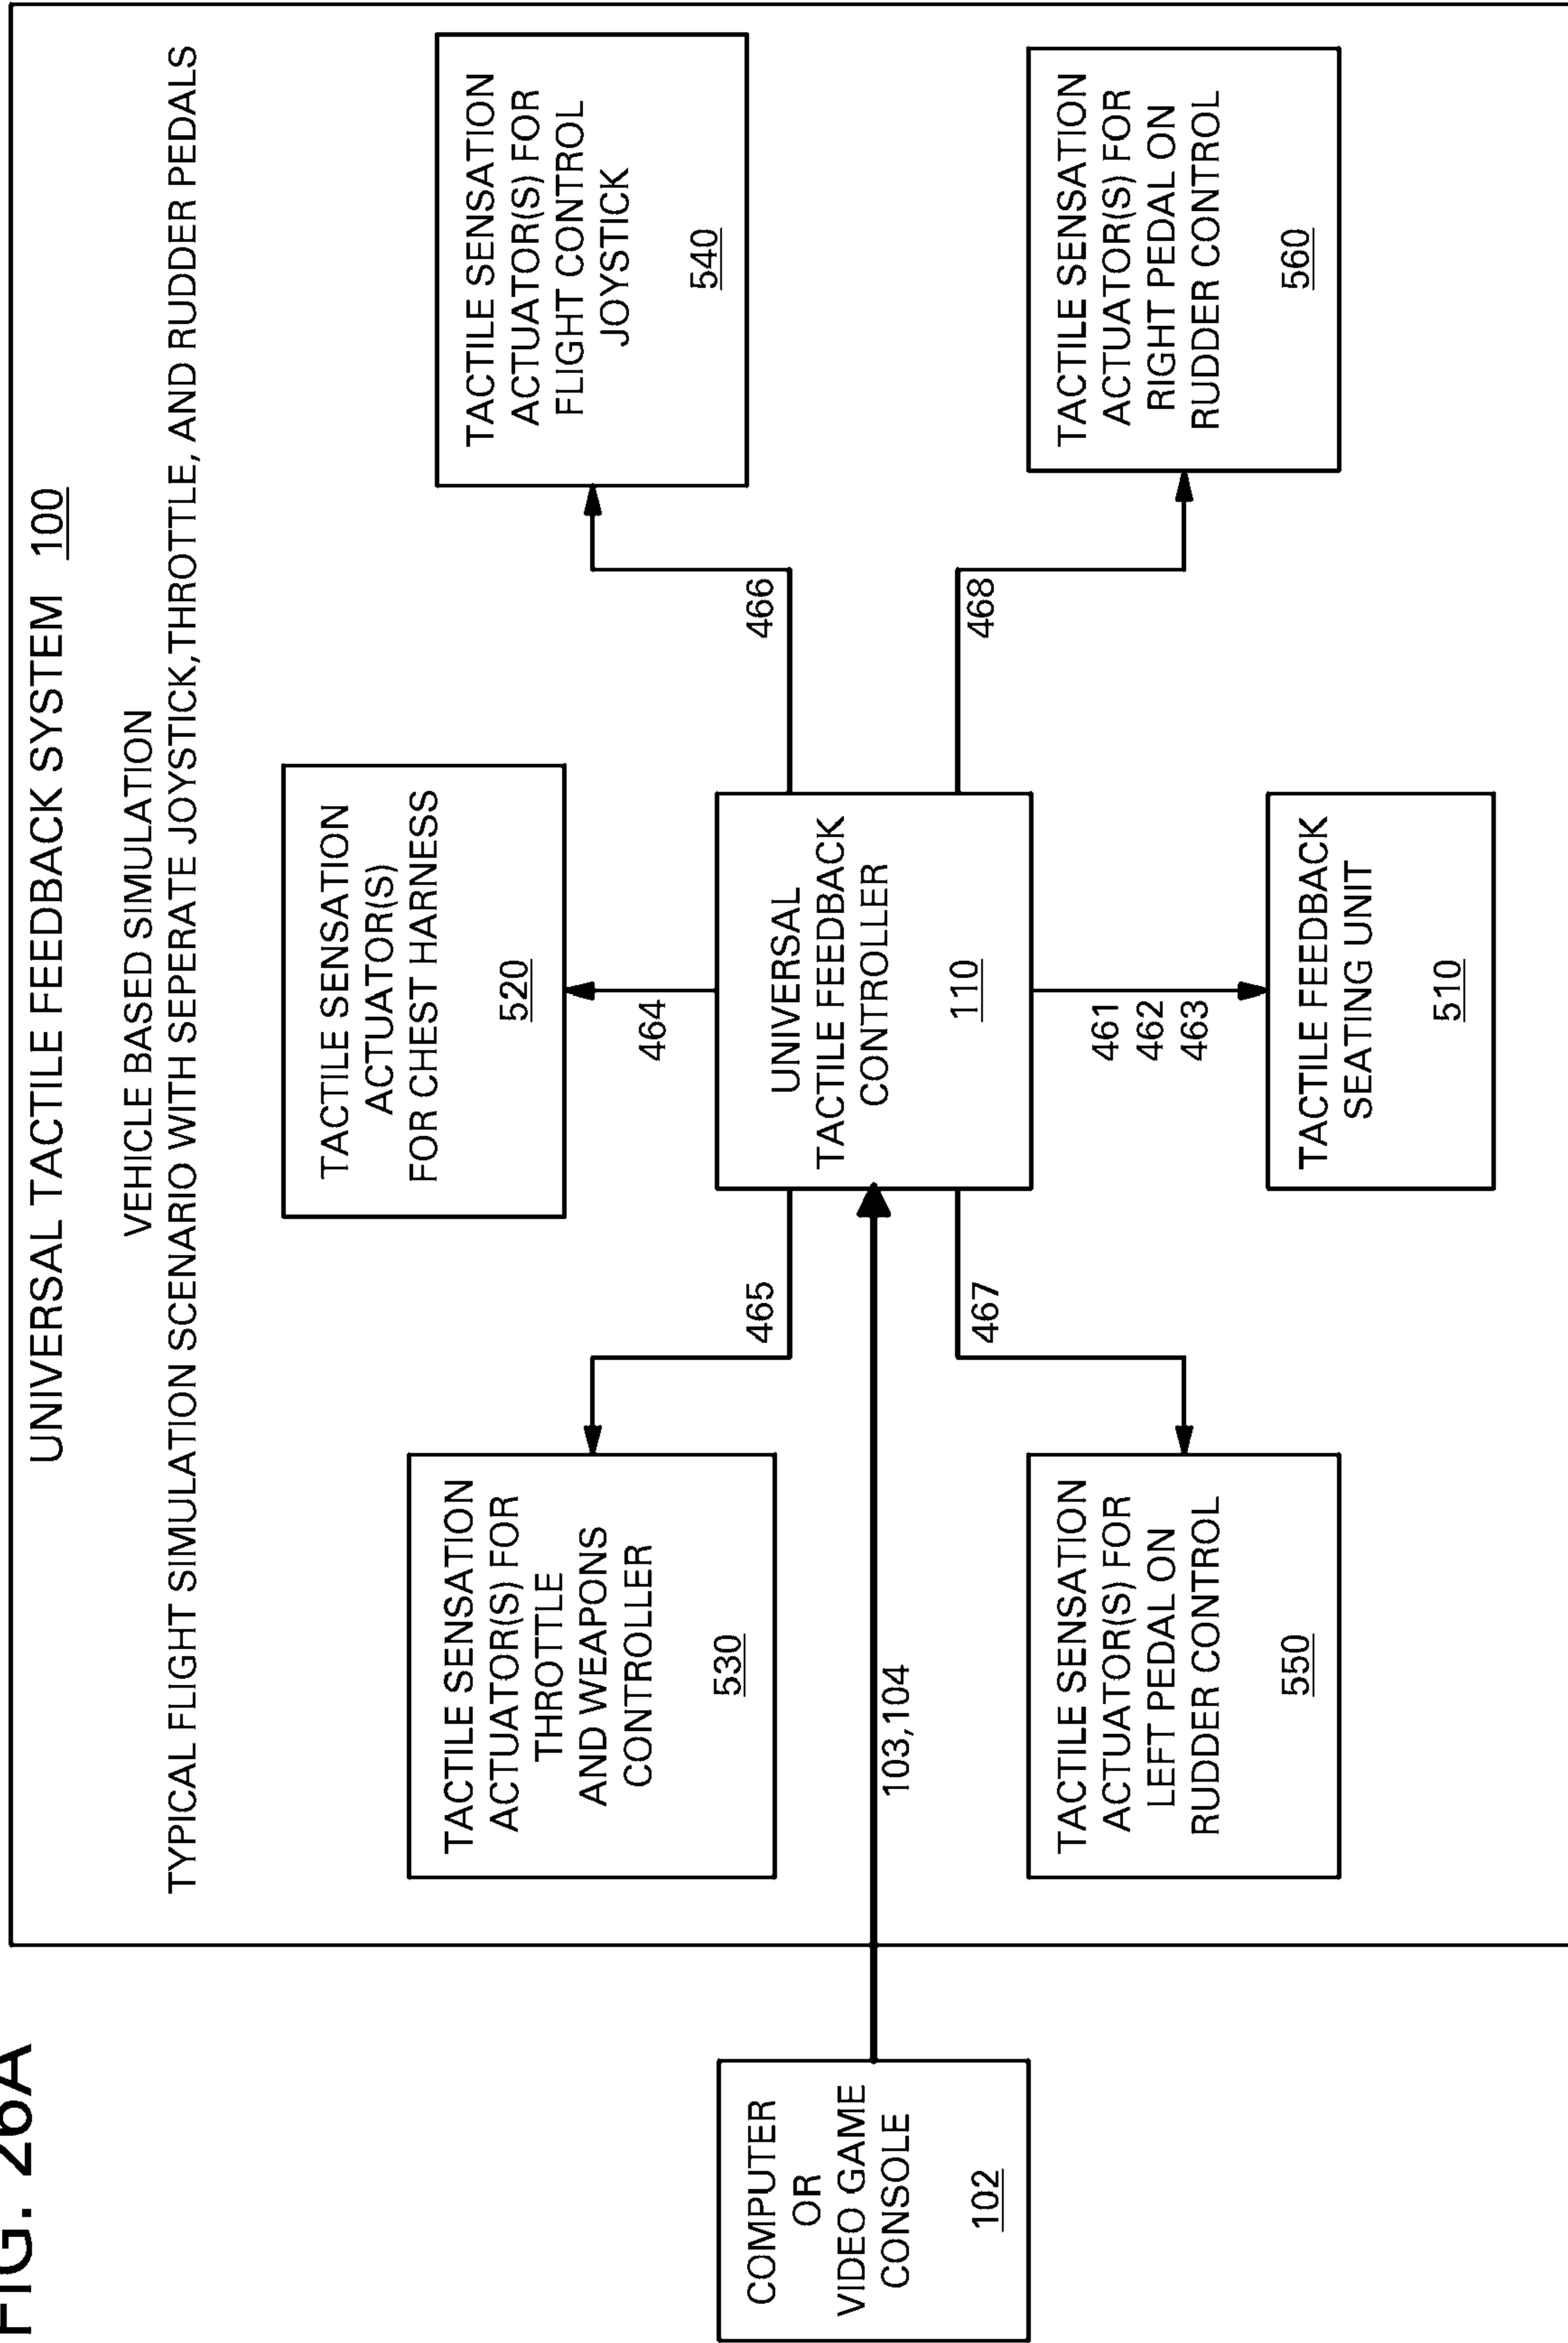 FIG. 26A
UNIVERSAL TACTILE FEEDBACK SYSTEM 100
VEHICLE BASED SIMULATION
TYPICAL FLIGHT SIMULATION SCENARIO WITH SEPERATE JOYSTICK,THROTTLE, AND RUDDER PEDALS
TACTILE SENSATION
ACTUATOR(S)
FOR CHEST HARNESS
520
TACTILE SENSATION
ACTUATOR(S) FOR
THROTTLE
AND WEAPONS
CONTROLLER
530
TACTILE SENSATION
ACTUATOR(S) FOR
FLIGHT CONTROL
JOYSTICK
540
464
465
466
COMPUTER
OR
VIDEO GAME
CONSOLE
102
103,104
UNIVERSAL
TACTILE FEEDBACK
CONTROLLER
110
467
468
461
462
463
TACTILE SENSATION
ACTUATOR(S) FOR
LEFT PEDAL ON
RUDDER CONTROL
550
TACTILE SENSATION
ACTUATOR(S) FOR
RIGHT PEDAL ON
RUDDER CONTROL
560
TACTILE FEEDBACK
SEATING UNIT
510